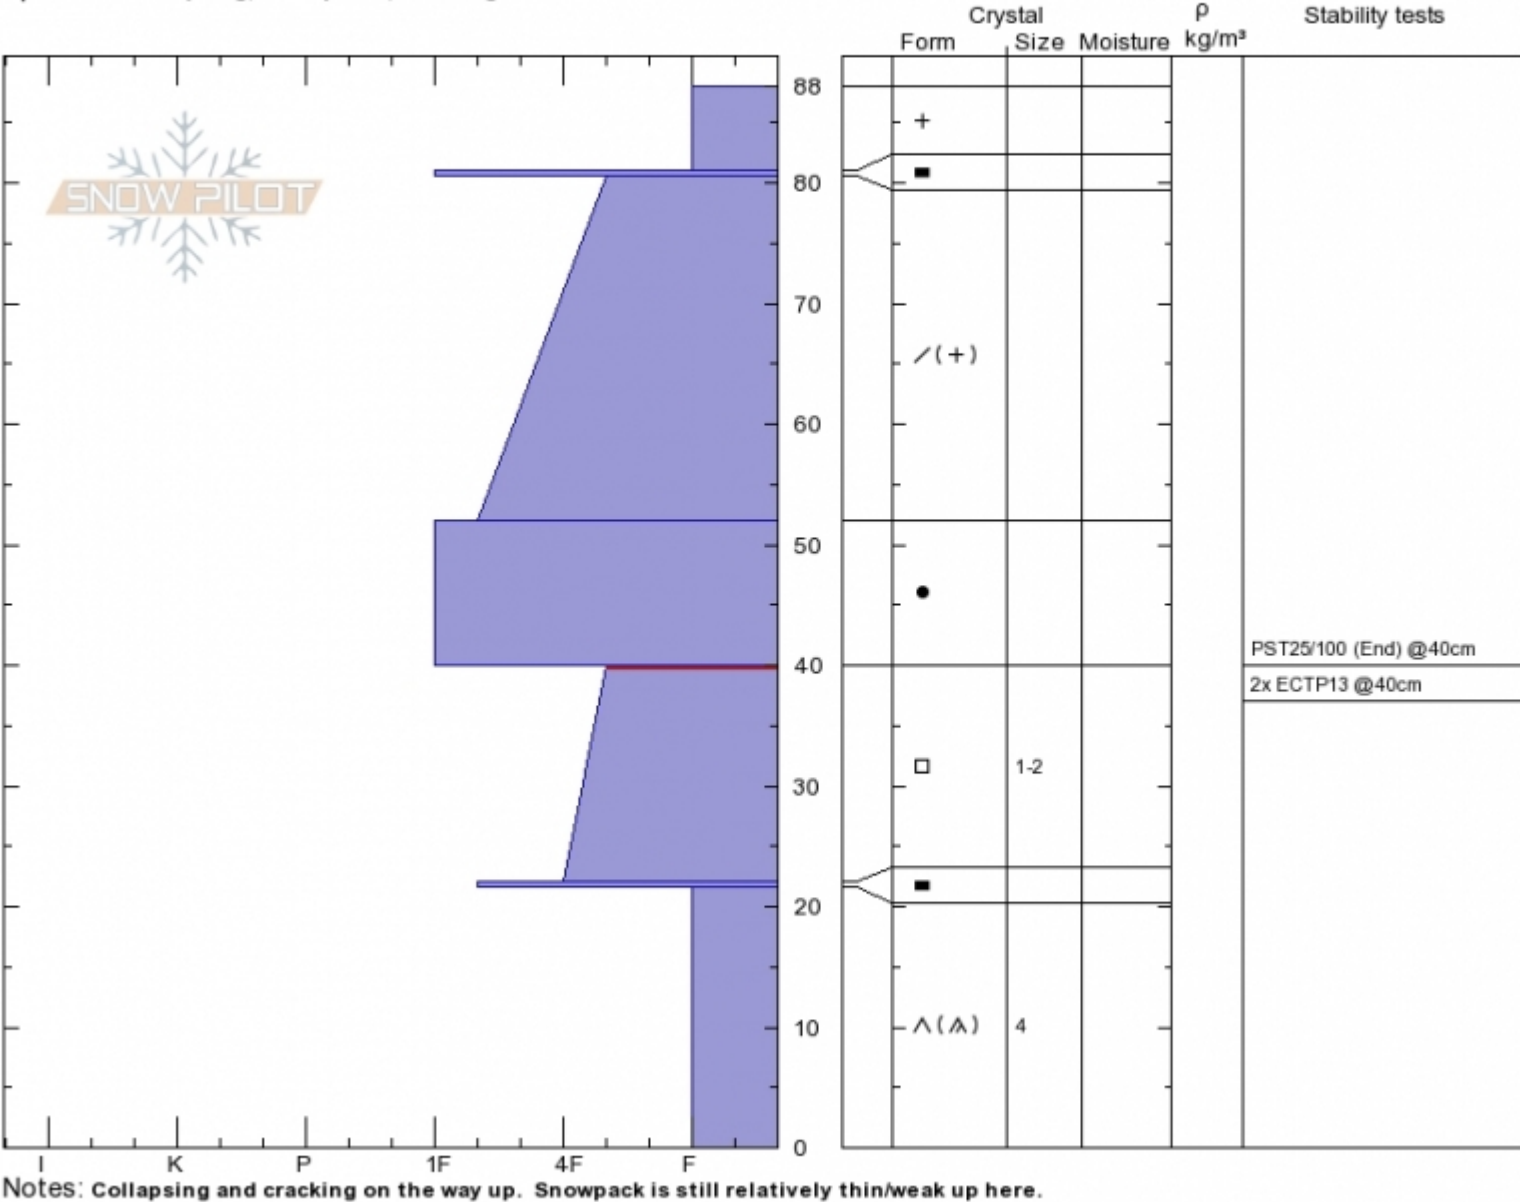 Crystal ρ Stability tests
Form Size Moisture kg/m³
88
+
SNOW PILOT
80
70
/(+)
60
50
●
PST25/100 (End) @40cm
40
2x ECTP13 @40cm
□ 1-2
30
20
10 ∧(⩕) 4
0
I K P 1F 4F F
Notes: Collapsing and cracking on the way up. Snowpack is still relatively thin/weak up here.